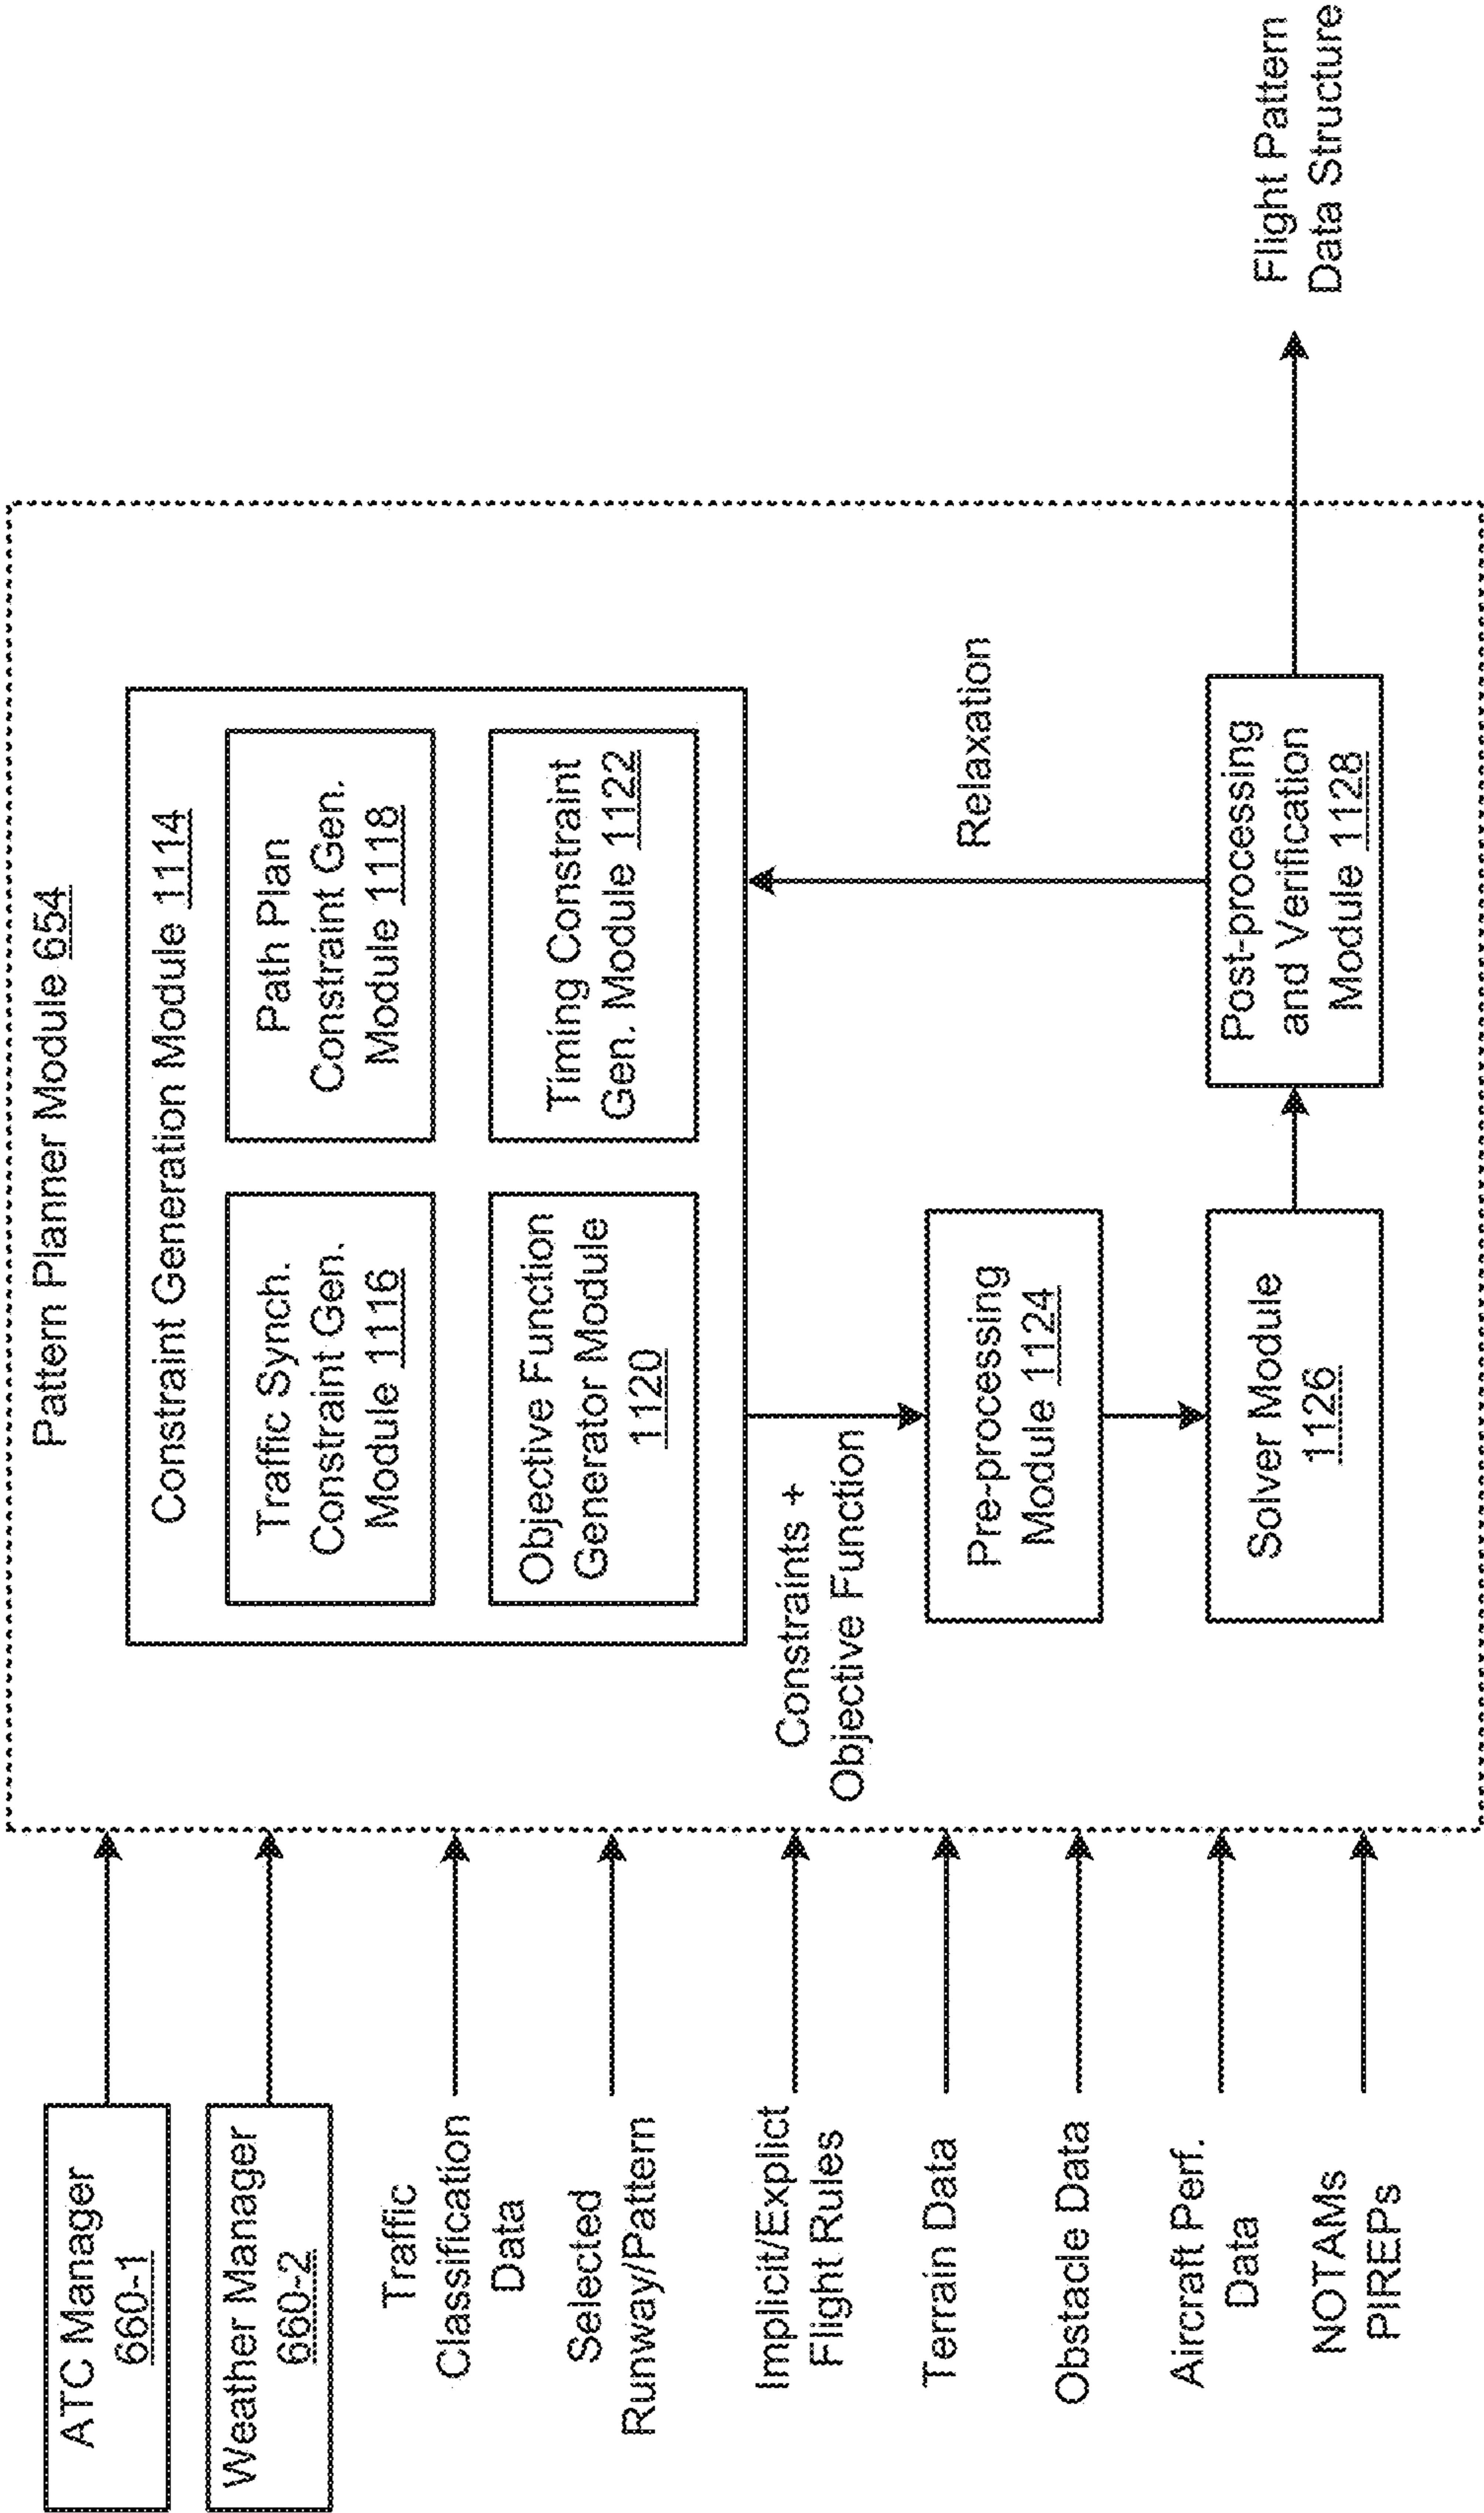 ATC Manager
660-1
Weather Manager
660-2
Traffic
Classification
Data
Selected
Runway/Pattern
Implicit/Explict
Flight Rules
Terrain Data
Obstacle Data
Aircraft Perf.
Data
NOTAMs
PIREPs
Pattern Planner Module 654
Constraint Generation Module 1114
Traffic Synch.
Constraint Gen.
Module 1116
Path Plan
Constraint Gen.
Module 1118
Objective Function
Generator Module
1120
Timing Constraint
Gen. Module 1122
Constraints +
Objective Function
Relaxation
Pre-processing
Module 1124
Solver Module
1126
Post-processing
and Verification
Module 1128
Flight Pattern
Data Structure